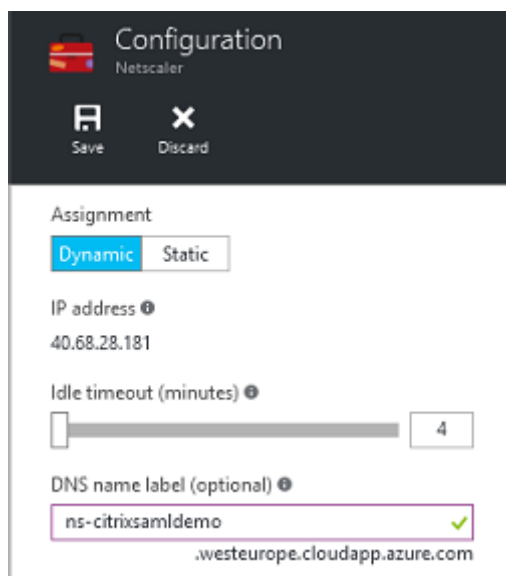 Configuration
Netscaler
Save Discard
Assignment
Dynamic Static
IP address
40.68.28.181
Idle timeout (minutes)
4
DNS name label (optional)
ns-citrixsamldemo
.westeurope.cloudapp.azure.com